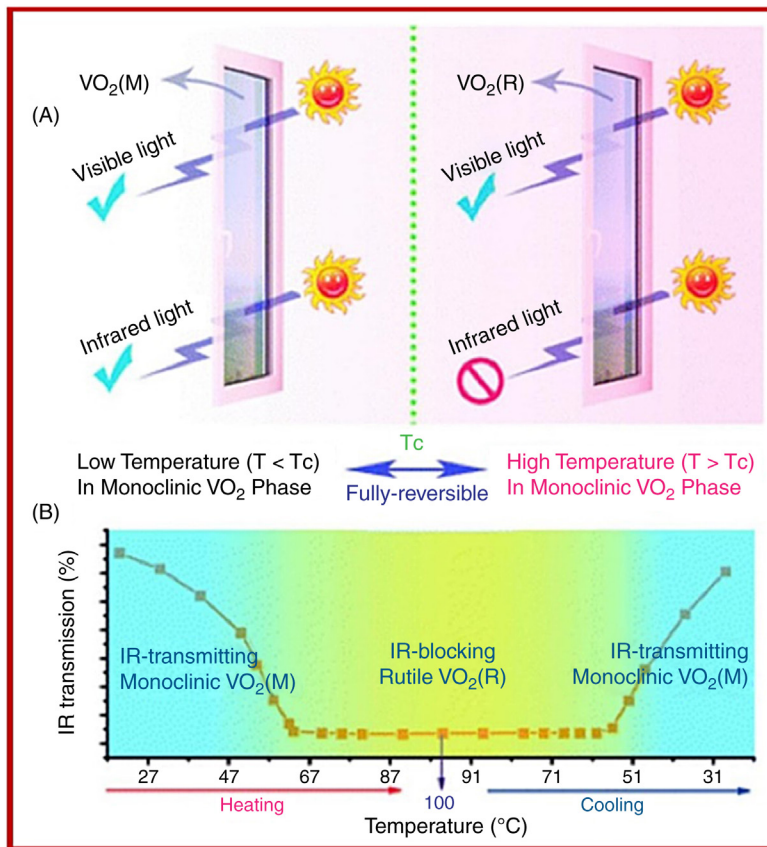 (A)
VO₂(M)
Visible light
Infrared light
VO₂(R)
Visible light
Infrared light
Tc
Low Temperature (T < Tc)
In Monoclinic VO₂ Phase
Fully-reversible
High Temperature (T > Tc)
In Monoclinic VO₂ Phase
(B)
IR transmission (%)
IR-transmitting
Monoclinic VO₂(M)
IR-blocking
Rutile VO₂(R)
IR-transmitting
Monoclinic VO₂(M)
27 47 67 87 91 71 51 31
Heating
100
Cooling
Temperature (°C)